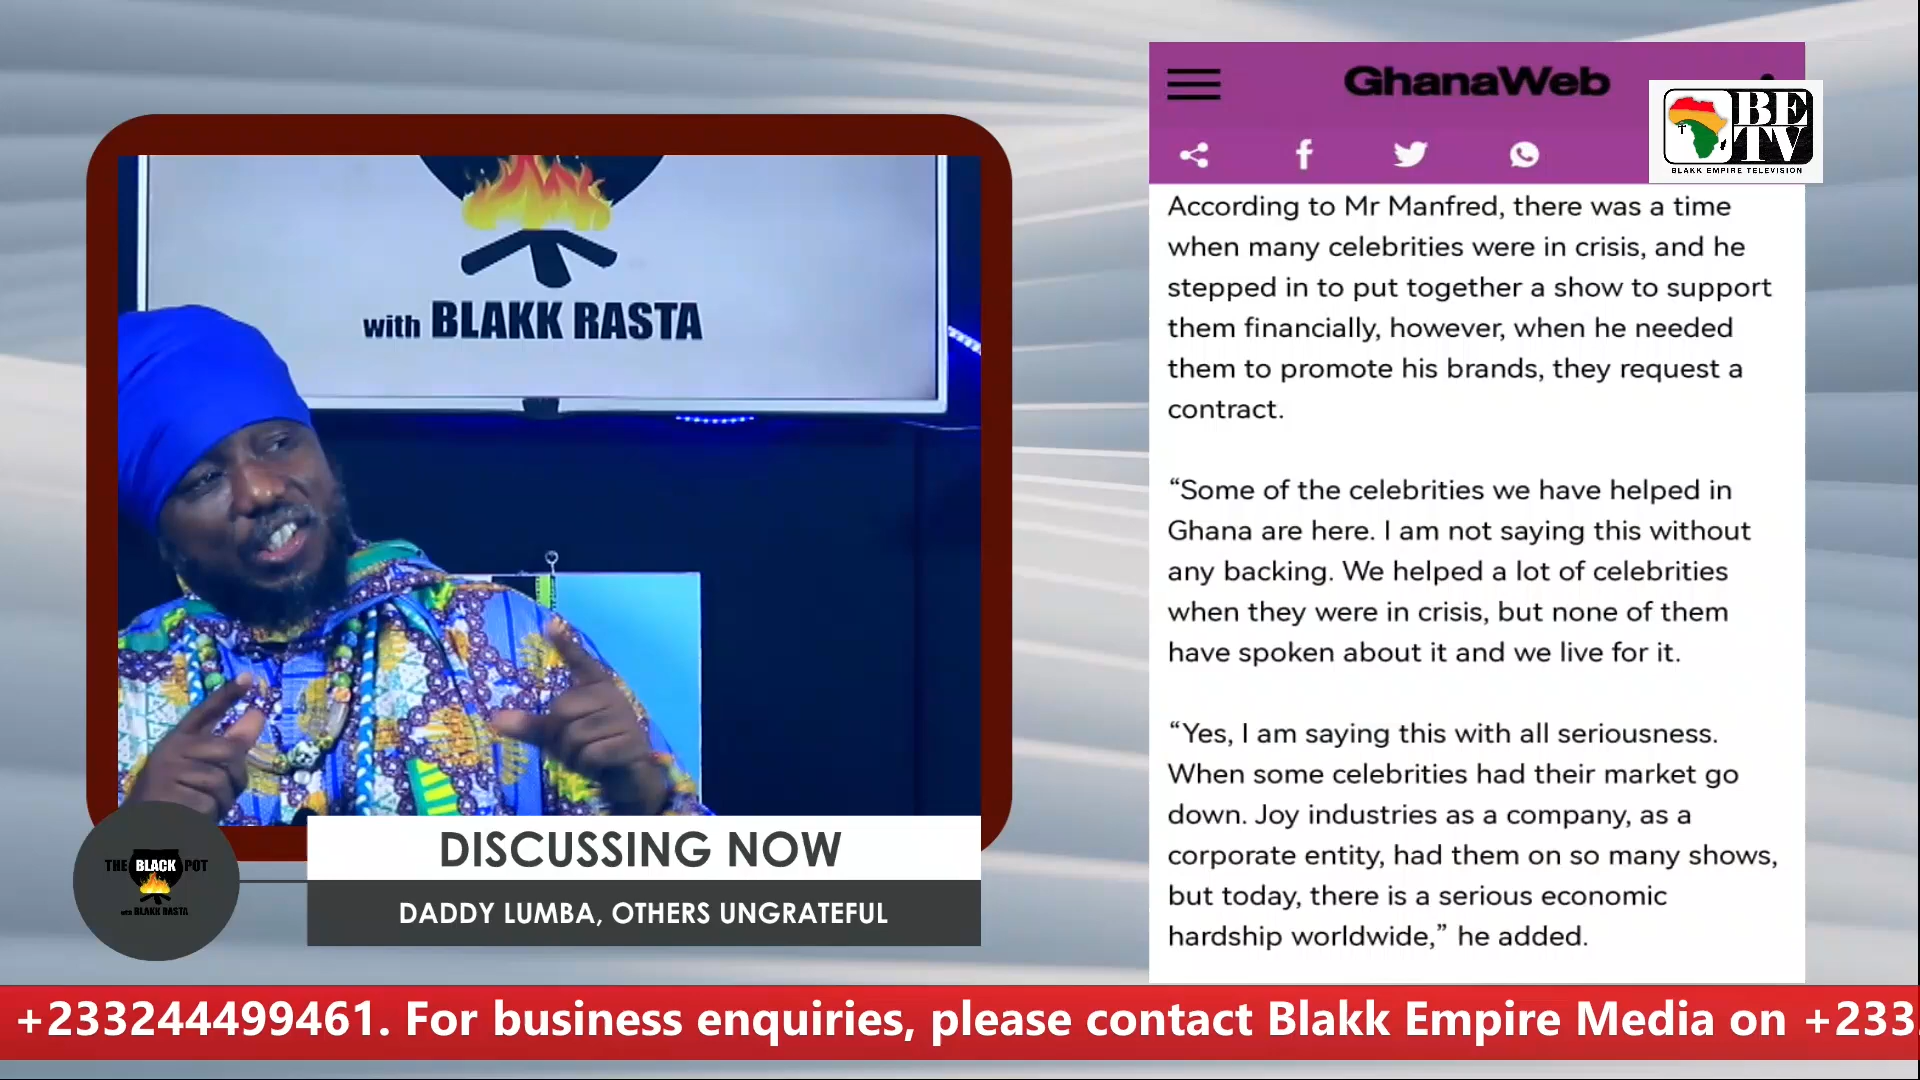 GhanaWeb
BE
TV
BLAKK EMPIRE TELEVISION
with BLAKK RASTA
According to Mr Manfred, there was a time
when many celebrities were in crisis, and he
stepped in to put together a show to support
them financially, however, when he needed
them to promote his brands, they request a
contract.
“Some of the celebrities we have helped in
Ghana are here. I am not saying this without
any backing. We helped a lot of celebrities
when they were in crisis, but none of them
have spoken about it and we live for it.
“Yes, I am saying this with all seriousness.
When some celebrities had their market go
down. Joy industries as a company, as a
corporate entity, had them on so many shows,
but today, there is a serious economic
hardship worldwide,” he added.
THE BLACK POT
with BLAKK RASTA
DISCUSSING NOW
DADDY LUMBA, OTHERS UNGRATEFUL
+233244499461. For business enquiries, please contact Blakk Empire Media on +233